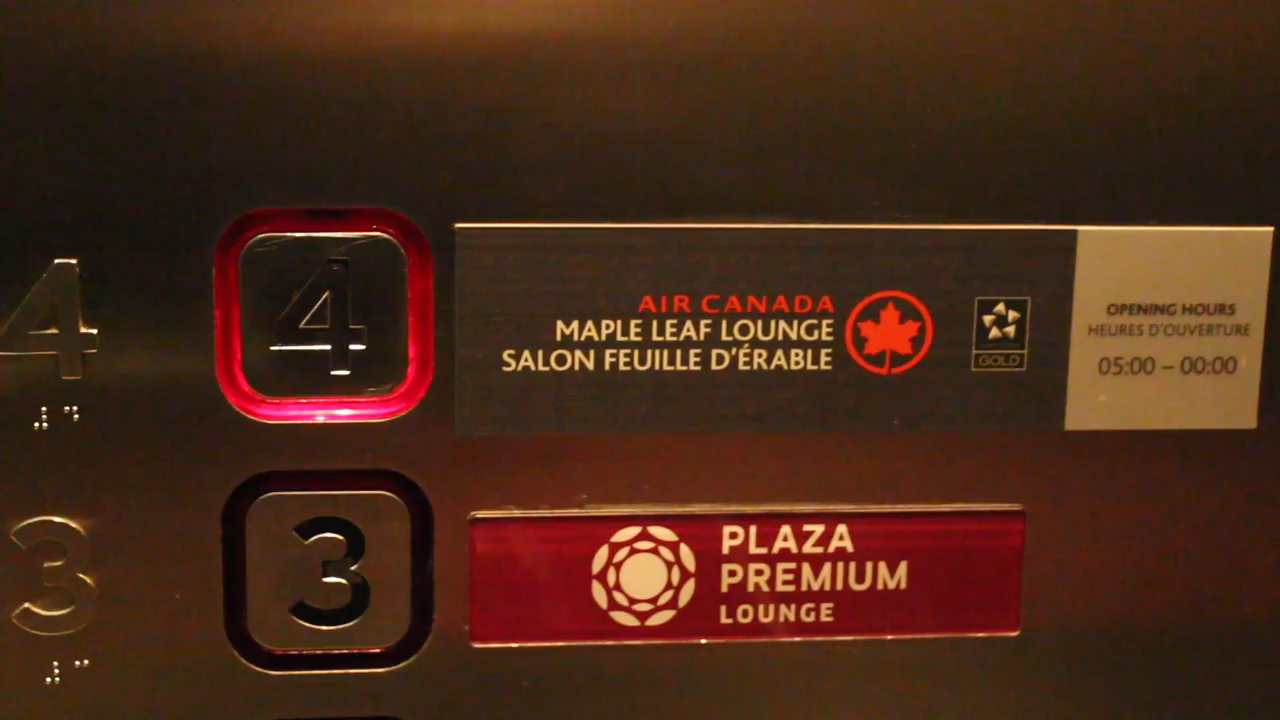 4
4
AIR CANADA
MAPLE LEAF LOUNGE
SALON FEUILLE D'ÉRABLE
GOLD
OPENING HOURS
HEURES D'OUVERTURE
05:00 – 00:00
3
3
PLAZA
PREMIUM
LOUNGE